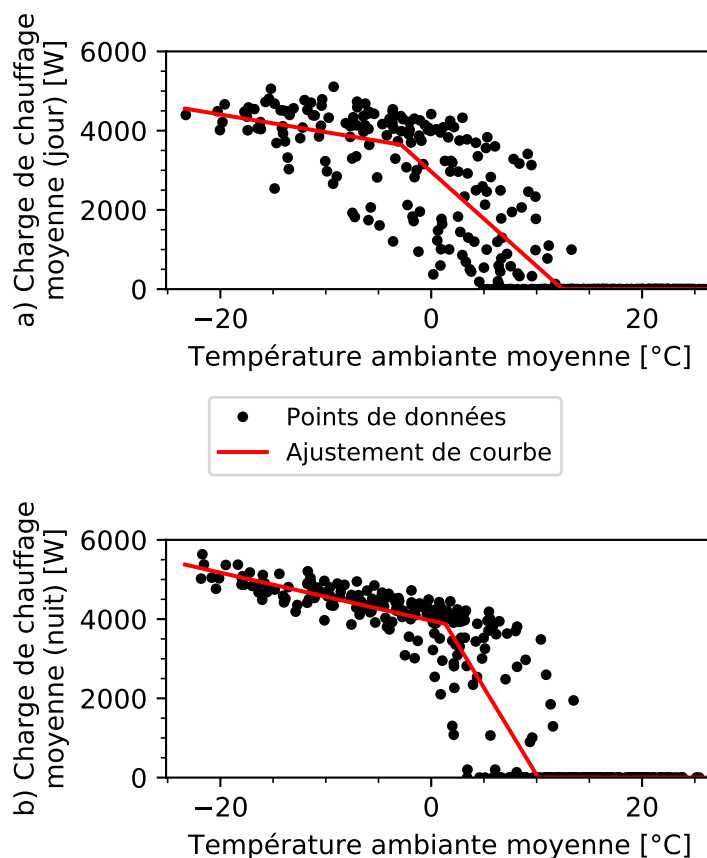 a) Charge de chauffage
moyenne (jour) [W]
6000
4000
2000
0
−20 0 20
Température ambiante moyenne [°C]
Points de données
Ajustement de courbe
b) Charge de chauffage
moyenne (nuit) [W]
6000
4000
2000
0
−20 0 20
Température ambiante moyenne [°C]